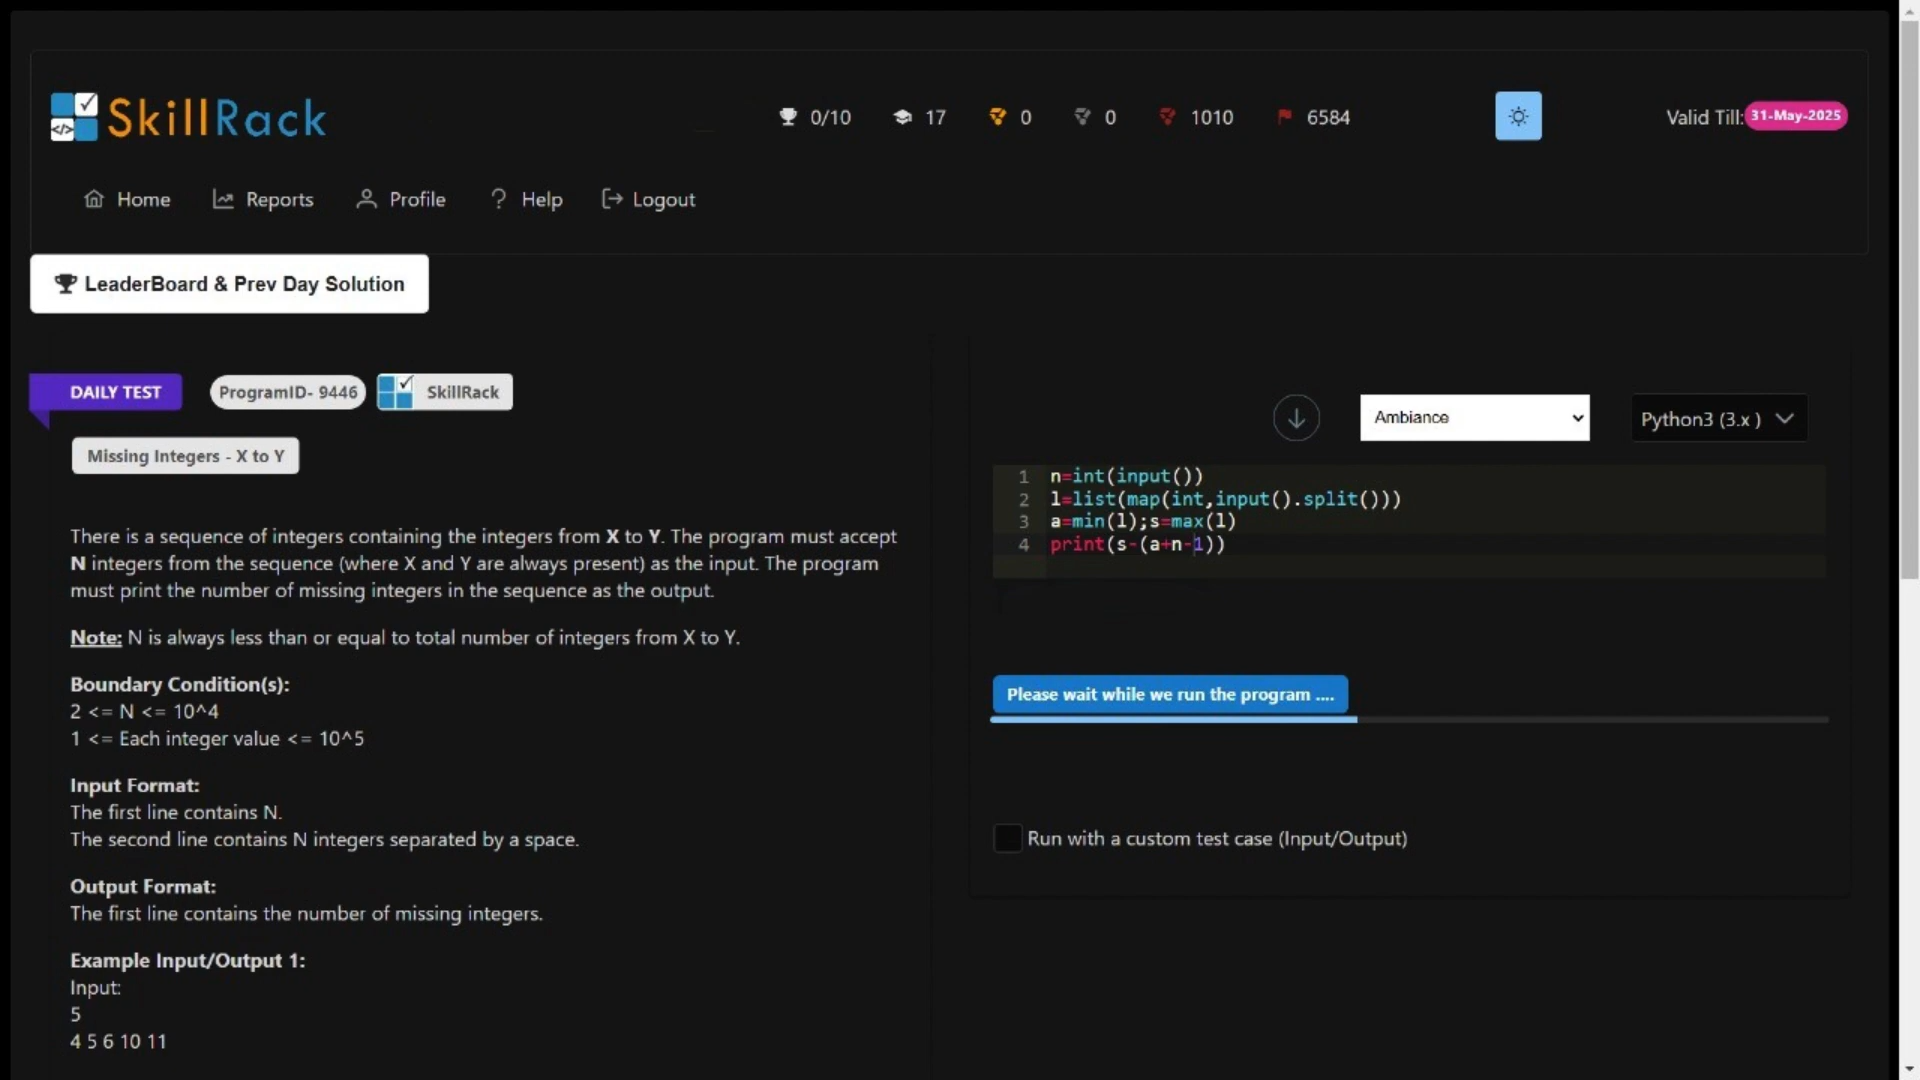 SkillRack
0/10 17 0 0 1010 6584
Valid Till: 31-May-2025
Home Reports Profile ? Help Logout
LeaderBoard & Prev Day Solution
DAILY TEST ProgramID- 9446 SkillRack
Missing Integers - X to Y
There is a sequence of integers containing the integers from X to Y. The program must accept
N integers from the sequence (where X and Y are always present) as the input. The program
must print the number of missing integers in the sequence as the output.
Note: N is always less than or equal to total number of integers from X to Y.
Boundary Condition(s):
2 <= N <= 10^4
1 <= Each integer value <= 10^5
Input Format:
The first line contains N.
The second line contains N integers separated by a space.
Output Format:
The first line contains the number of missing integers.
Example Input/Output 1:
Input:
5
4 5 6 10 11
Ambiance
Python3 (3.x )
1 n=int(input())
2 l=list(map(int,input().split()))
3 a=min(l);s=max(l)
4 print(s-(a+n-1))
Please wait while we run the program ....
Run with a custom test case (Input/Output)